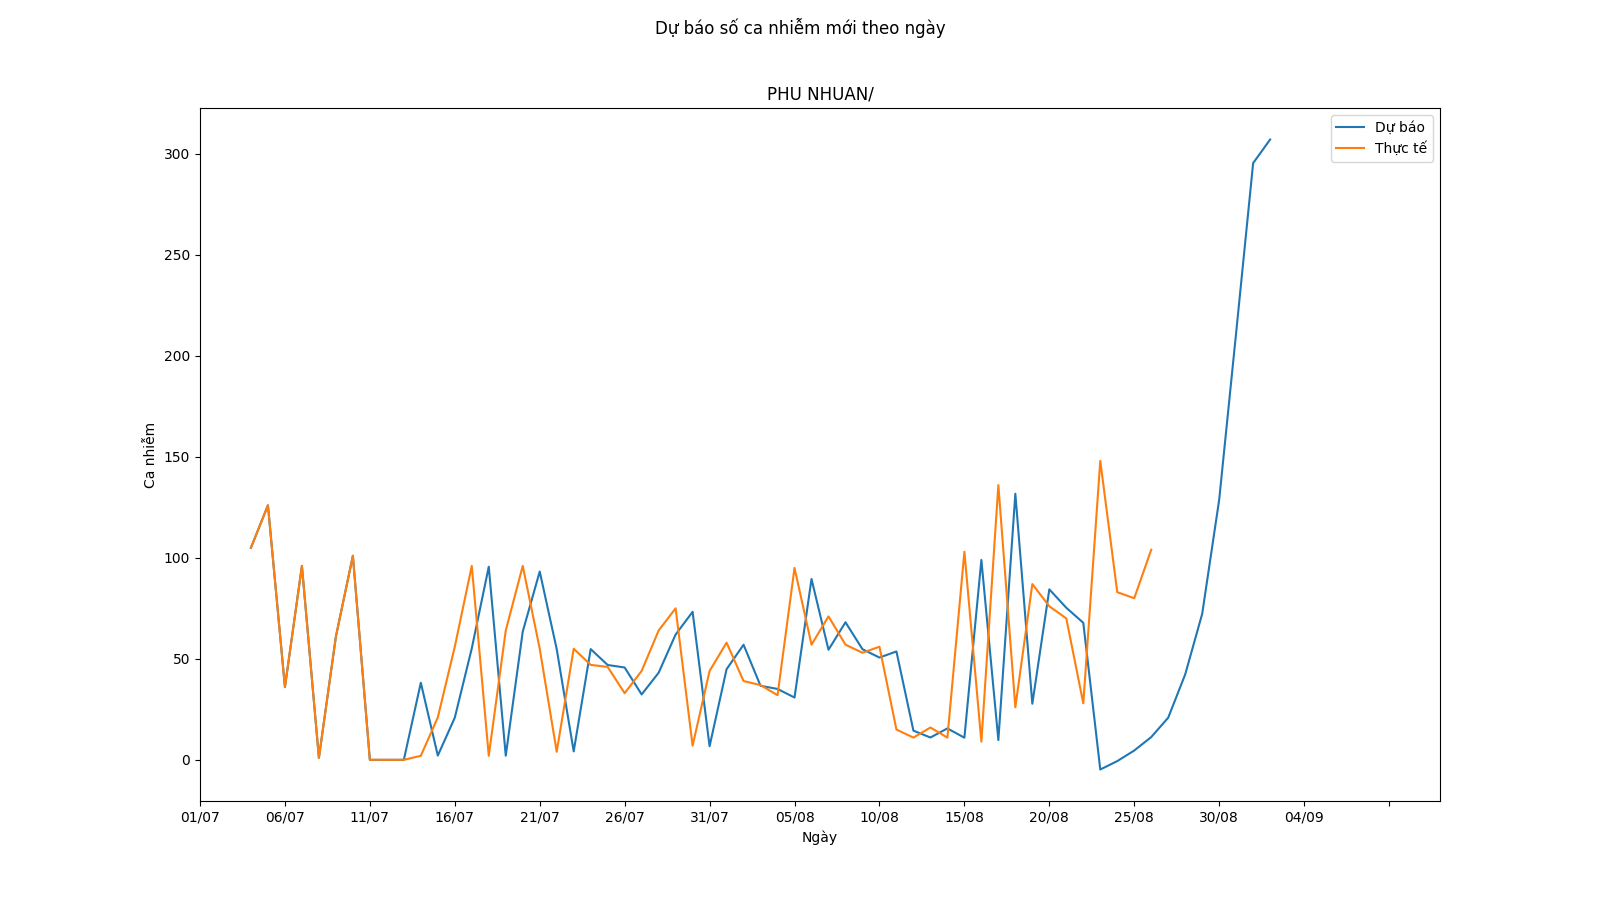 Dự báo số ca nhiễm mới theo ngày
PHU NHUAN/
Dự báo
Thực tế
300
250
200
150
100
50
0
Ca nhiễm
01/07 06/07 11/07 16/07 21/07 26/07 31/07 05/08 10/08 15/08 20/08 25/08 30/08 04/09
Ngày